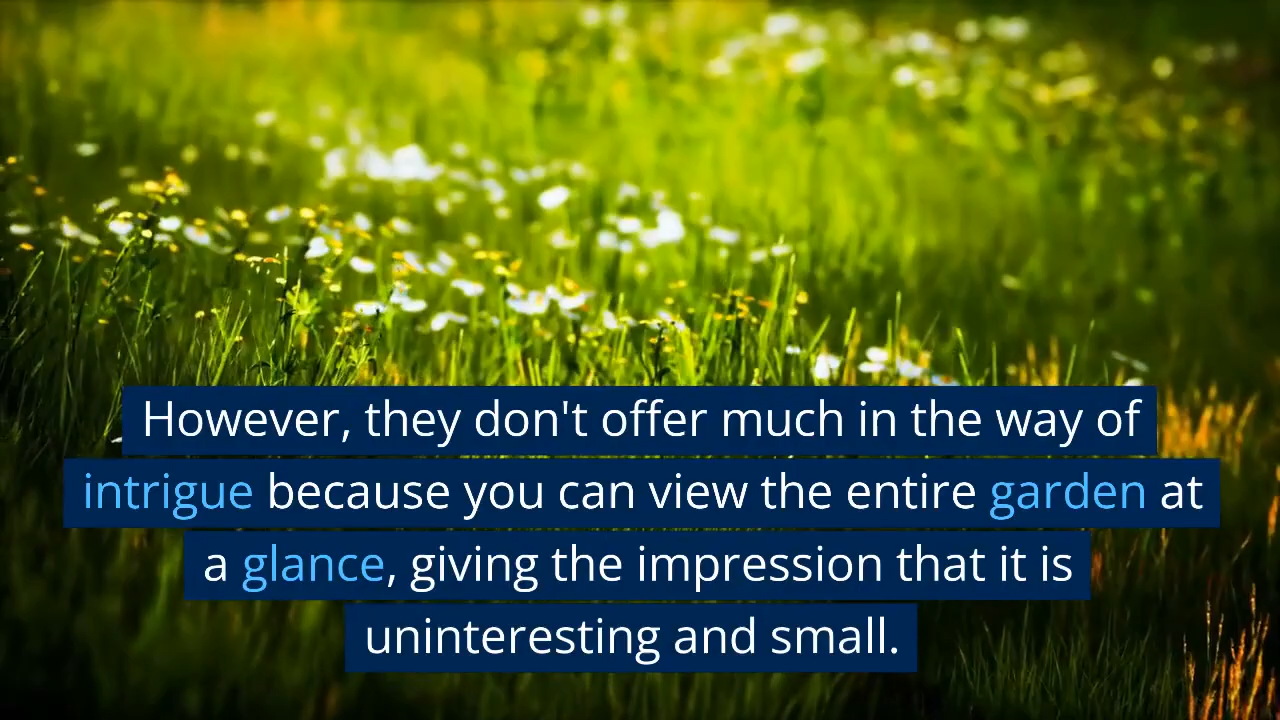 However, they don't offer much in the way of
intrigue because you can view the entire garden at
a glance, giving the impression that it is
uninteresting and small.